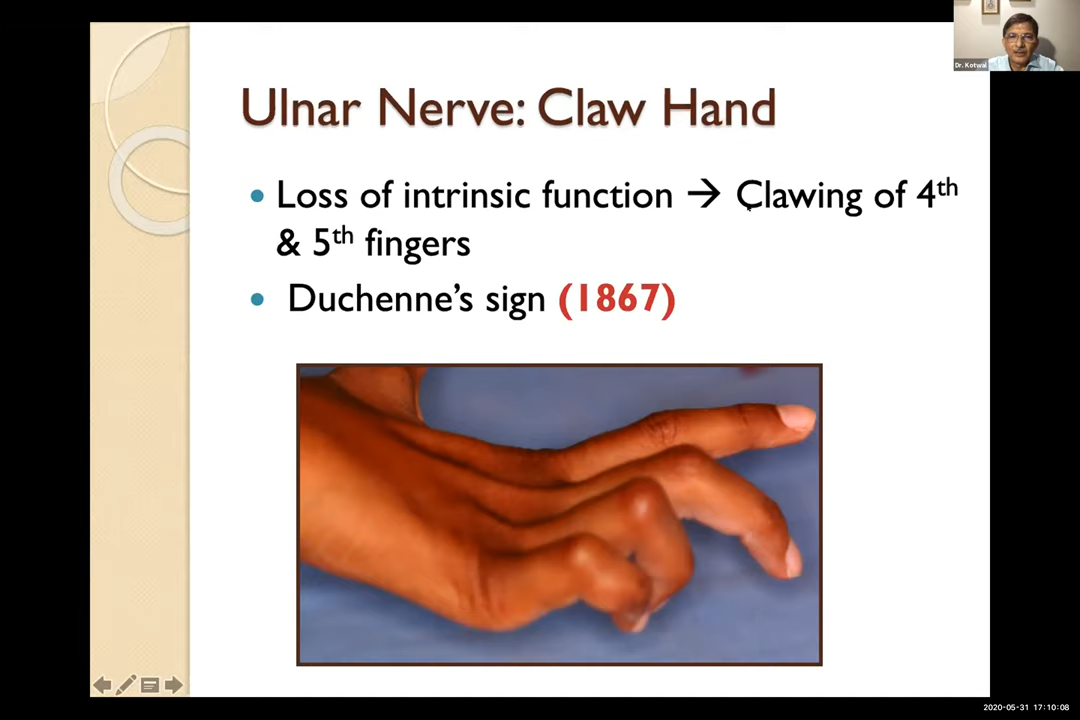 Dr. Kotwal
Ulnar Nerve: Claw Hand
• Loss of intrinsic function → Clawing of 4th
& 5th fingers
• Duchenne’s sign (1867)
2020-05-31 17:10:08